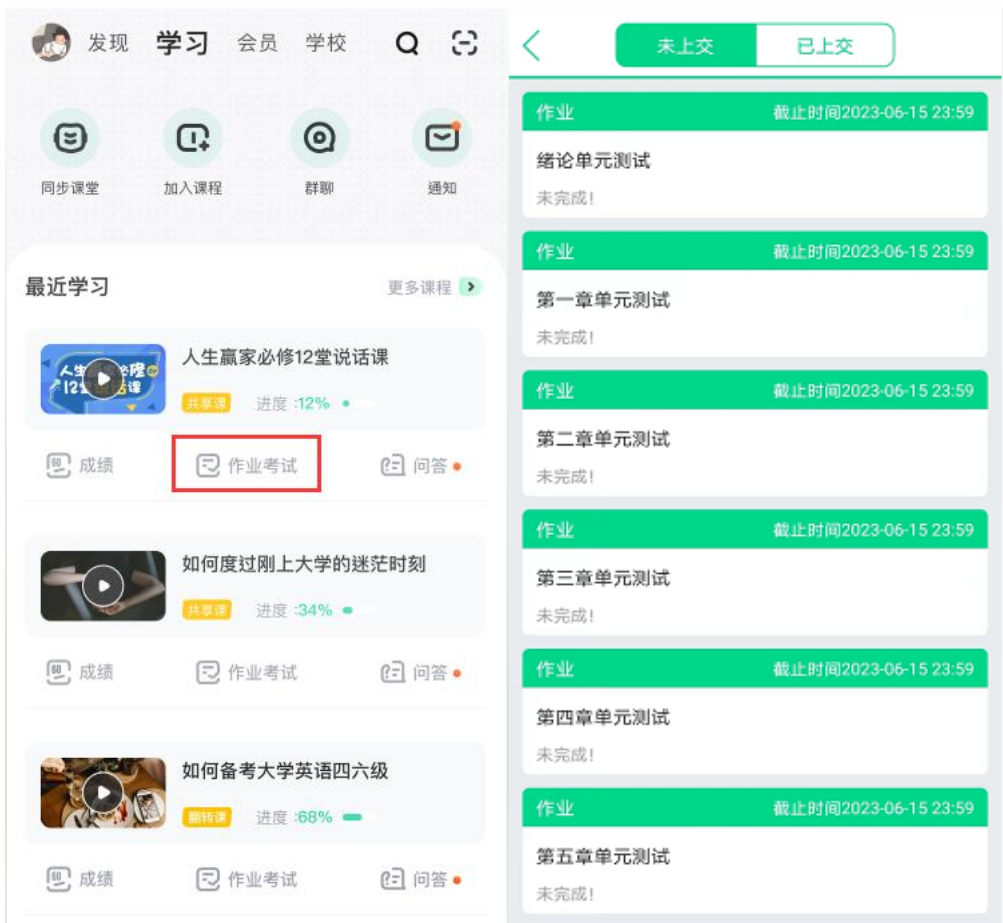 发现 学习 会员 学校
同步课堂 加入课程 群聊 通知
最近学习 更多课程
人生赢家必修12堂说话课
共享课 进度 :12%
成绩 作业考试 问答
如何度过刚上大学的迷茫时刻
共享课 进度 :34%
成绩 作业考试 问答
如何备考大学英语四六级
翻转课 进度 :68%
成绩 作业考试 问答
未上交 已上交
作业 截止时间2023-06-15 23:59
绪论单元测试
未完成!
作业 截止时间2023-06-15 23:59
第一章单元测试
未完成!
作业 截止时间2023-06-15 23:59
第二章单元测试
未完成!
作业 截止时间2023-06-15 23:59
第三章单元测试
未完成!
作业 截止时间2023-06-15 23:59
第四章单元测试
未完成!
作业 截止时间2023-06-15 23:59
第五章单元测试
未完成!